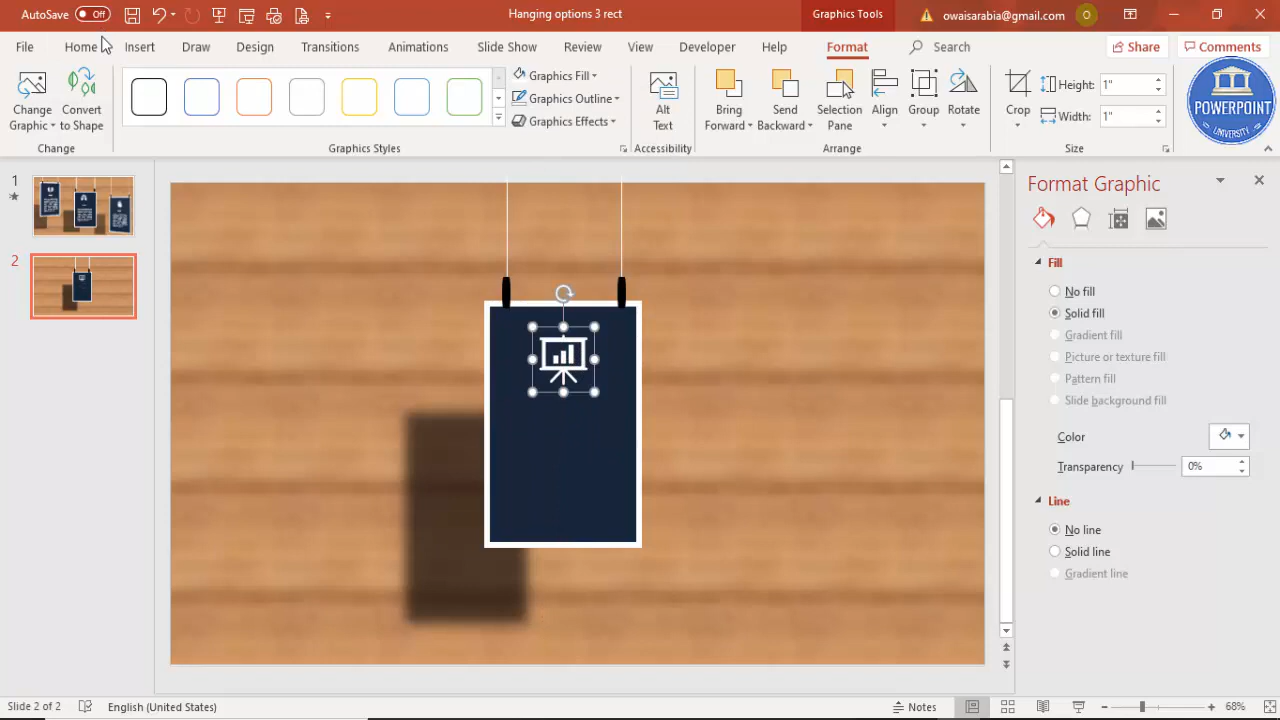 AutoSave Off
Hanging options 3 rect
Graphics Tools
owaisarabia@gmail.com
O
File Home Insert Draw Design Transitions Animations Slide Show Review View Developer Help Format Search Share Comments
Change Graphic
Convert to Shape
Change
Graphics Fill
Graphics Outline
Graphics Effects
Graphics Styles
Alt Text
Accessibility
Bring Forward
Send Backward
Selection Pane
Align
Group
Rotate
Arrange
Crop
Height: 1"
Width: 1"
Size
POWERPOINT
UNIVERSITY
1
2
Format Graphic
Fill
No fill
Solid fill
Gradient fill
Picture or texture fill
Pattern fill
Slide background fill
Color
Transparency 0%
Line
No line
Solid line
Gradient line
Slide 2 of 2 English (United States) Notes 68%